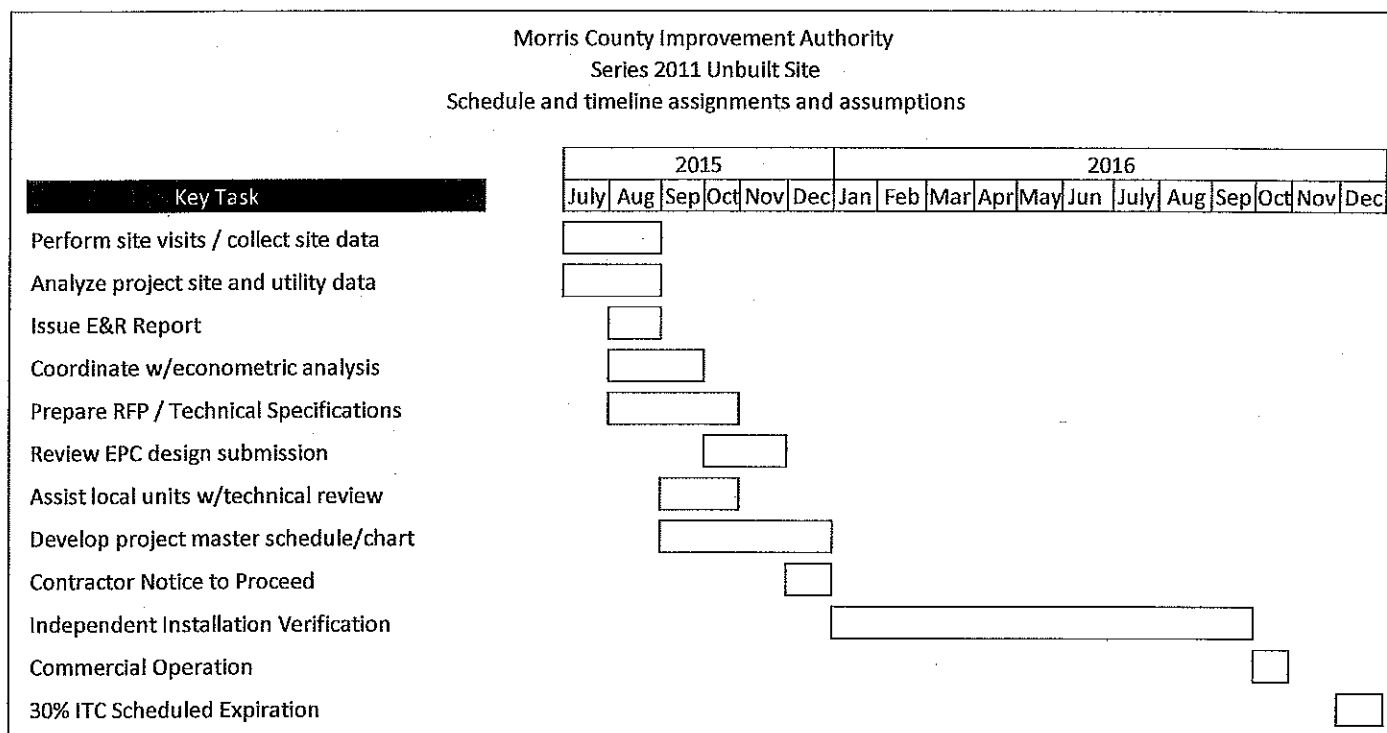 Morris County Improvement Authority
Series 2011 Unbuilt Site
Schedule and timeline assignments and assumptions
2015 2016
Key Task July Aug Sep Oct Nov Dec Jan Feb Mar Apr May Jun July Aug Sep Oct Nov Dec
Perform site visits / collect site data
Analyze project site and utility data
Issue E&R Report
Coordinate w/econometric analysis
Prepare RFP / Technical Specifications
Review EPC design submission
Assist local units w/technical review
Develop project master schedule/chart
Contractor Notice to Proceed
Independent Installation Verification
Commercial Operation
30% ITC Scheduled Expiration